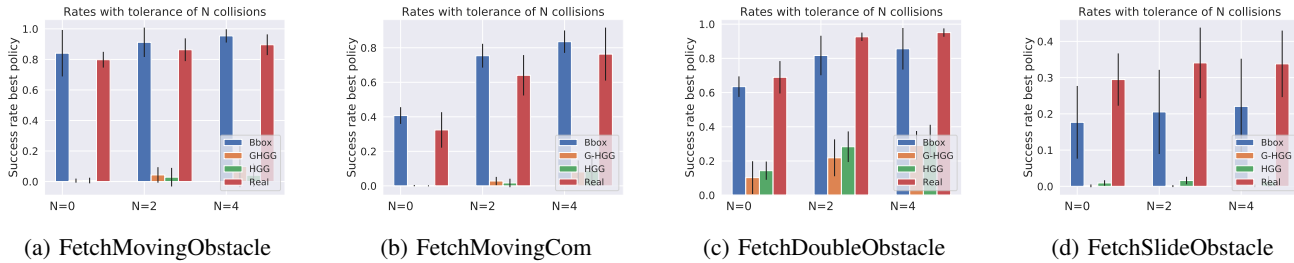 Rates with tolerance of N collisions
Success rate best policy
1.0
0.8
0.6
0.4
0.2
0.0
N=0 N=2 N=4
Bbox
GHGG
HGG
Real
(a) FetchMovingObstacle
Rates with tolerance of N collisions
Success rate best policy
0.8
0.6
0.4
0.2
0.0
N=0 N=2 N=4
Bbox
G-HGG
HGG
Real
(b) FetchMovingCom
Rates with tolerance of N collisions
Success rate best policy
1.0
0.8
0.6
0.4
0.2
0.0
N=0 N=2 N=4
Bbox
G-HGG
HGG
Real
(c) FetchDoubleObstacle
Rates with tolerance of N collisions
Success rate best policy
0.4
0.3
0.2
0.1
0.0
N=0 N=2 N=4
Bbox
G-HGG
HGG
Real
(d) FetchSlideObstacle